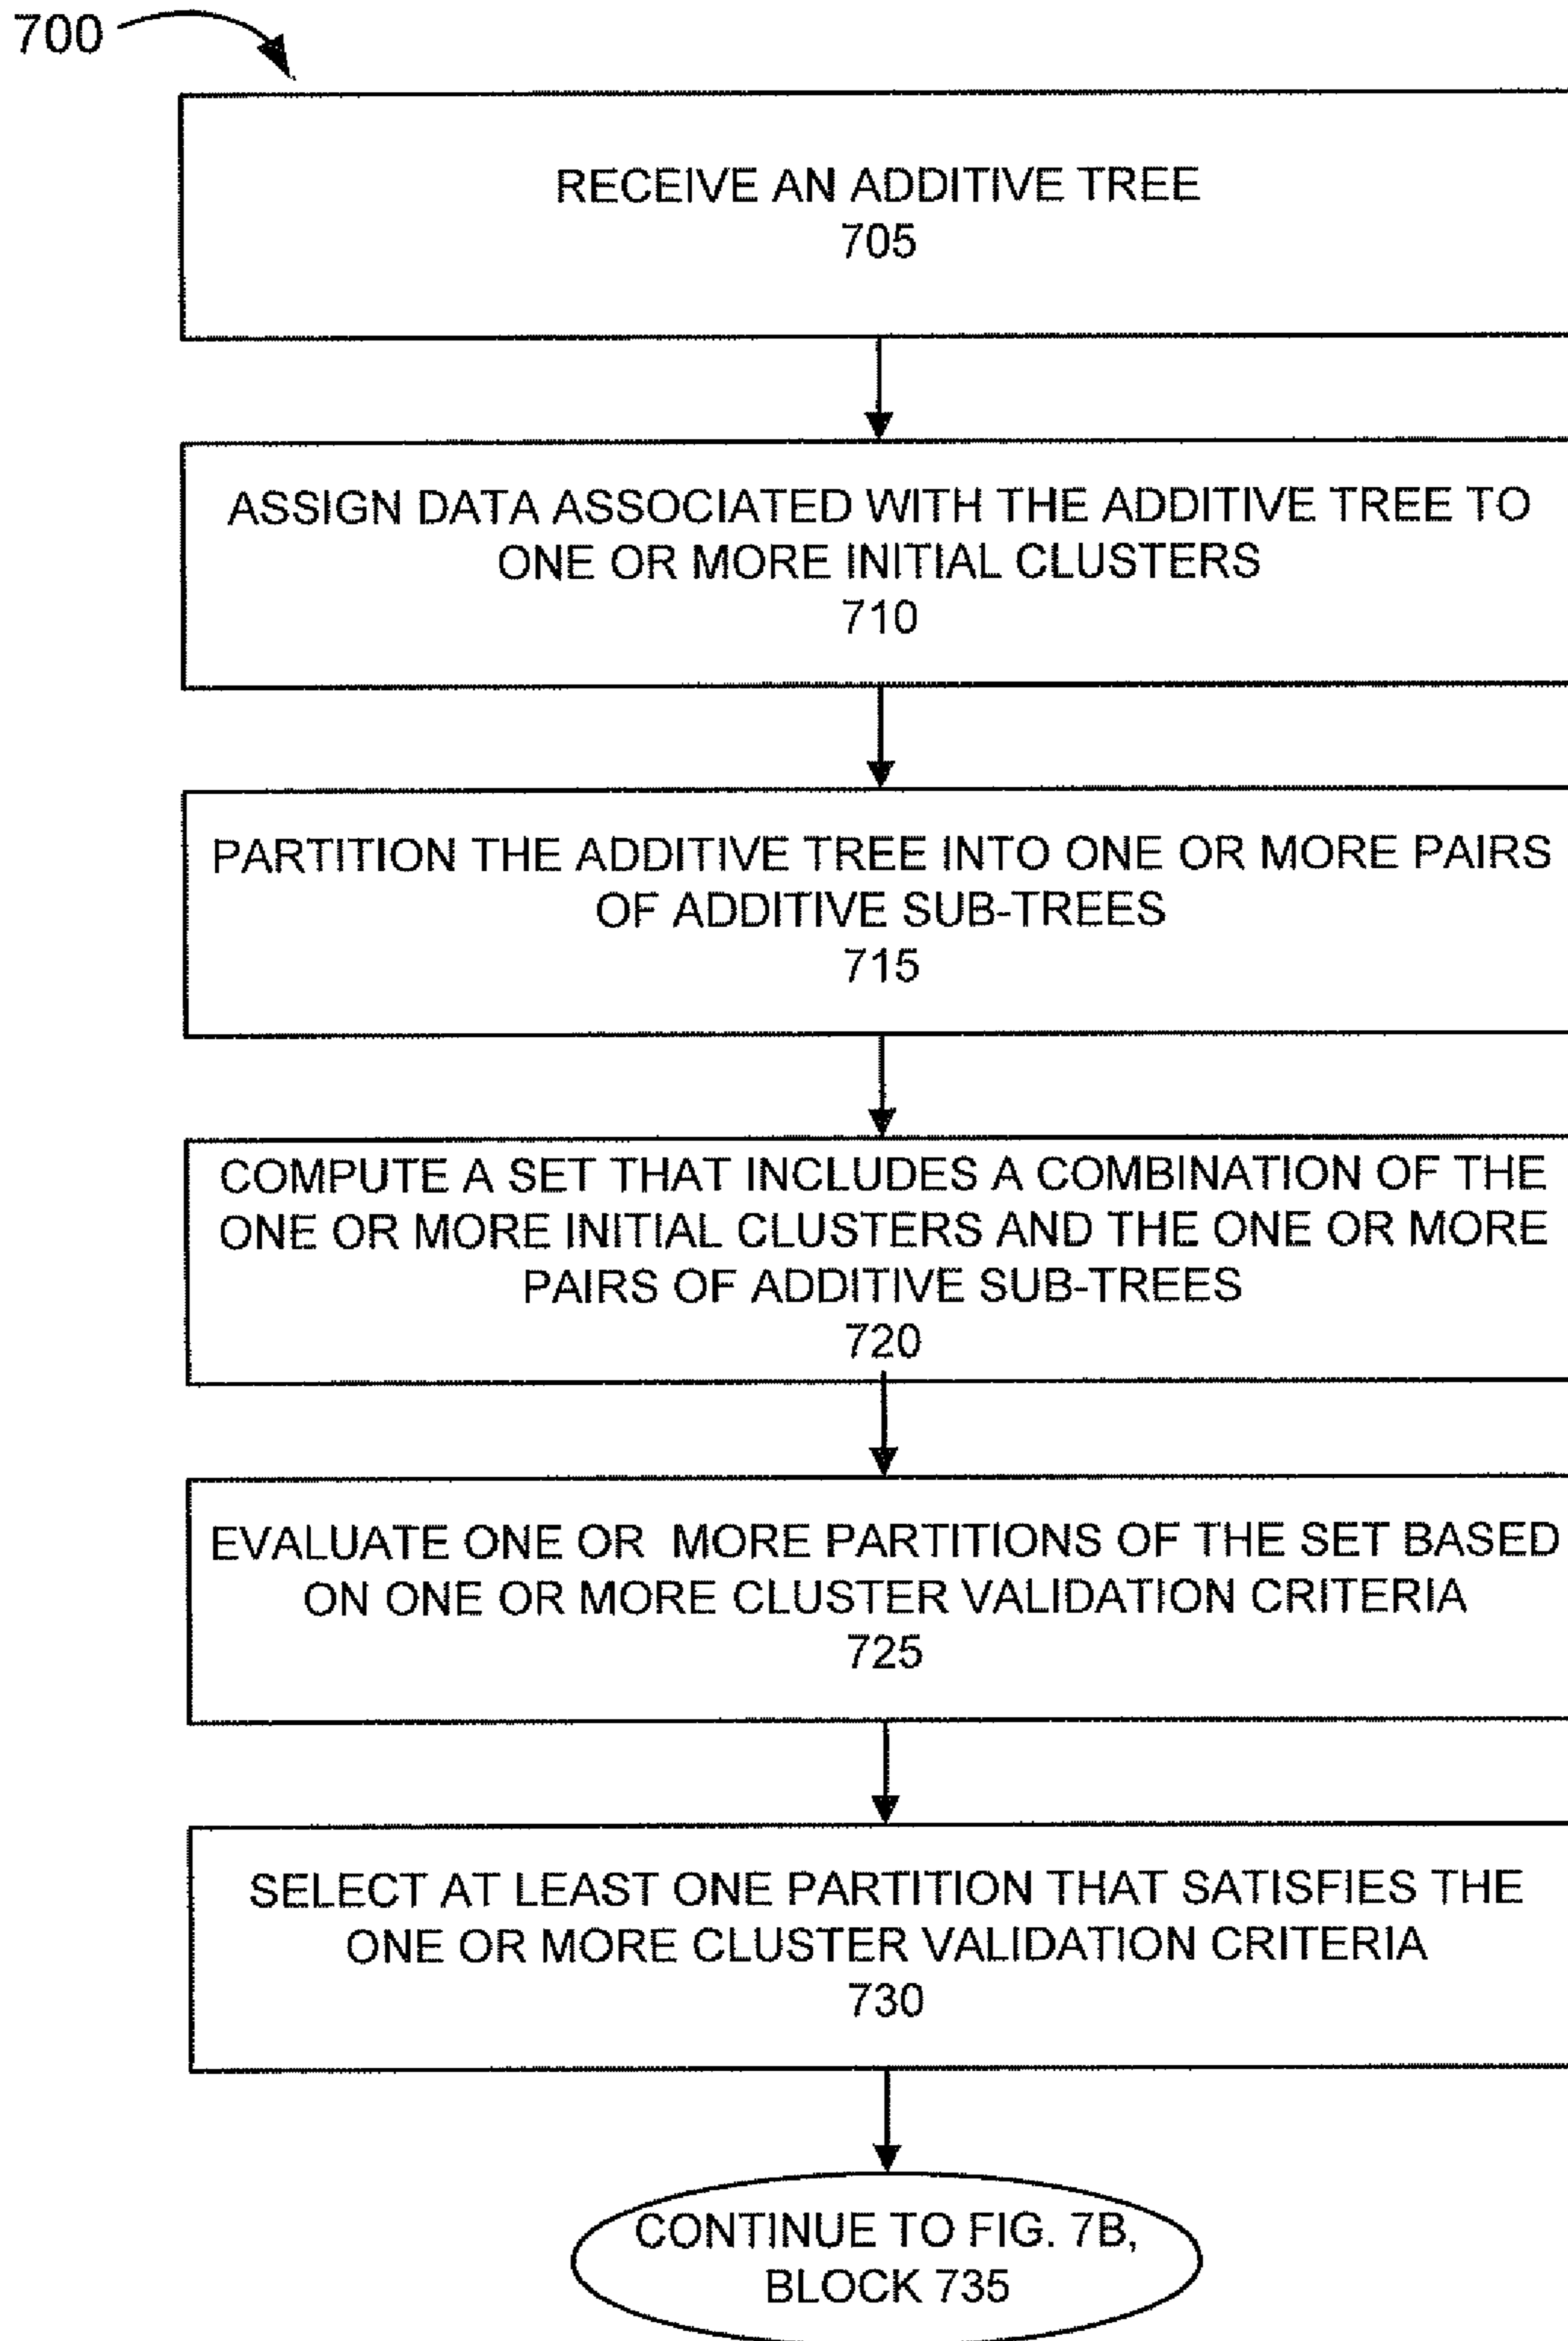 700
RECEIVE AN ADDITIVE TREE
705
ASSIGN DATA ASSOCIATED WITH THE ADDITIVE TREE TO
ONE OR MORE INITIAL CLUSTERS
710
PARTITION THE ADDITIVE TREE INTO ONE OR MORE PAIRS
OF ADDITIVE SUB-TREES
715
COMPUTE A SET THAT INCLUDES A COMBINATION OF THE
ONE OR MORE INITIAL CLUSTERS AND THE ONE OR MORE
PAIRS OF ADDITIVE SUB-TREES
720
EVALUATE ONE OR MORE PARTITIONS OF THE SET BASED
ON ONE OR MORE CLUSTER VALIDATION CRITERIA
725
SELECT AT LEAST ONE PARTITION THAT SATISFIES THE
ONE OR MORE CLUSTER VALIDATION CRITERIA
730
CONTINUE TO FIG. 7B,
BLOCK 735